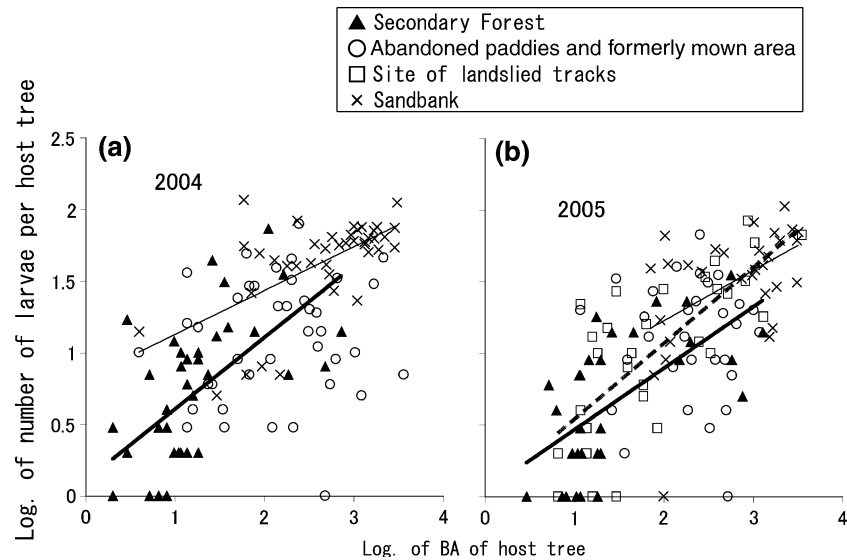 Secondary Forest
Abandoned paddies and formerly mown area
Site of landslied tracks
Sandbank
Log. of number of larvae per host tree
(a)
2004
2.5
2
1.5
1
0.5
0
0 1 2 3 4
(b)
2005
0 1 2 3 4
Log. of BA of host tree